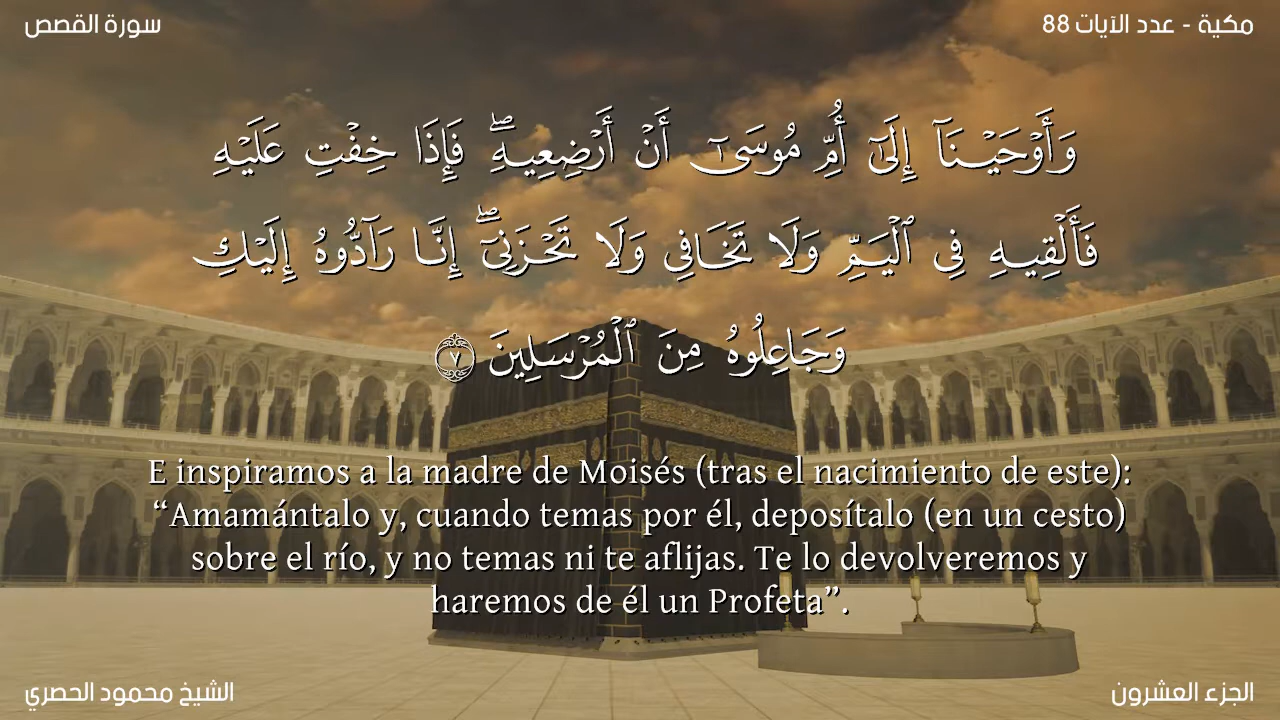 سورة القصص
مكية - عدد الآيات 88
وَأَوْحَيْنَآ إِلَىٰٓ أُمِّ مُوسَىٰٓ أَنْ أَرْضِعِيهِ ۖ فَإِذَا خِفْتِ عَلَيْهِ
فَأَلْقِيهِ فِى ٱلْيَمِّ وَلَا تَخَافِى وَلَا تَحْزَنِىٓ ۖ إِنَّا رَآدُّوهُ إِلَيْكِ
وَجَاعِلُوهُ مِنَ ٱلْمُرْسَلِينَ ٧
E inspiramos a la madre de Moisés (tras el nacimiento de este):
“Amamántalo y, cuando temas por él, deposítalo (en un cesto)
sobre el río, y no temas ni te aflijas. Te lo devolveremos y
haremos de él un Profeta”.
الشيخ محمود الحصري
الجزء العشرون